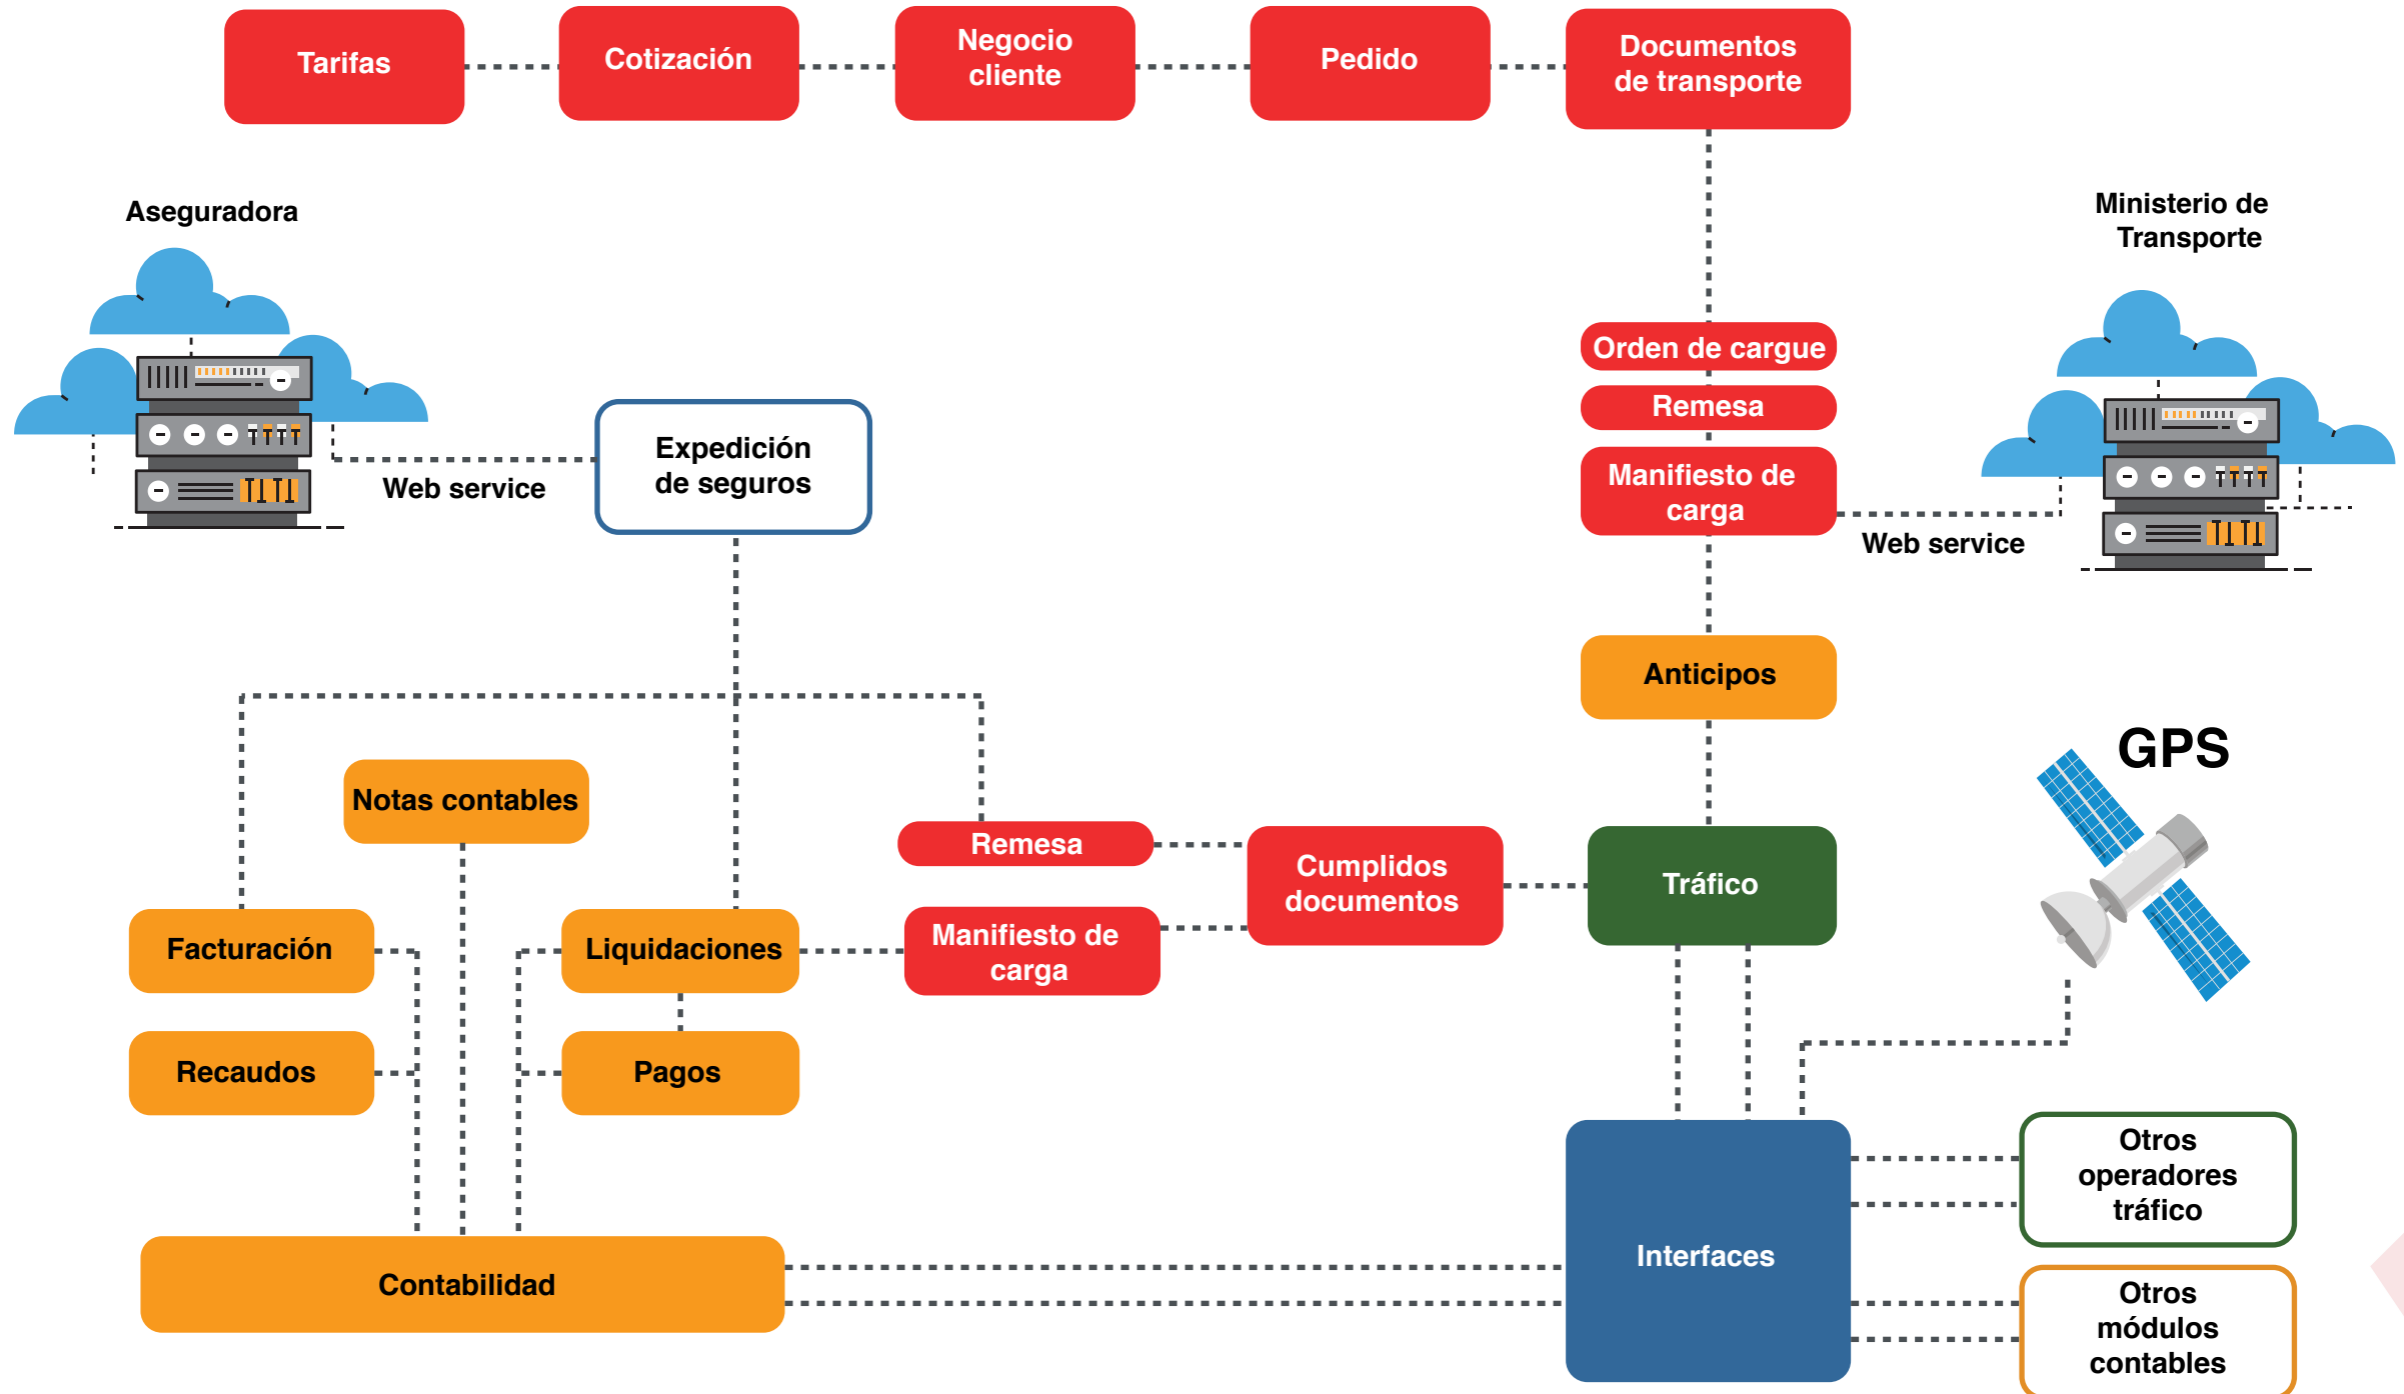 Tarifas
Cotización
Negocio
cliente
Pedido
Documentos
de transporte
Aseguradora
Ministerio de
Transporte
Orden de cargue
Remesa
Manifiesto de
carga
Web service
Expedición
de seguros
Web service
Anticipos
GPS
Notas contables
Remesa
Cumplidos
documentos
Tráfico
Facturación
Liquidaciones
Manifiesto de
carga
Recaudos
Pagos
Otros
operadores
tráfico
Interfaces
Contabilidad
Otros
módulos
contables